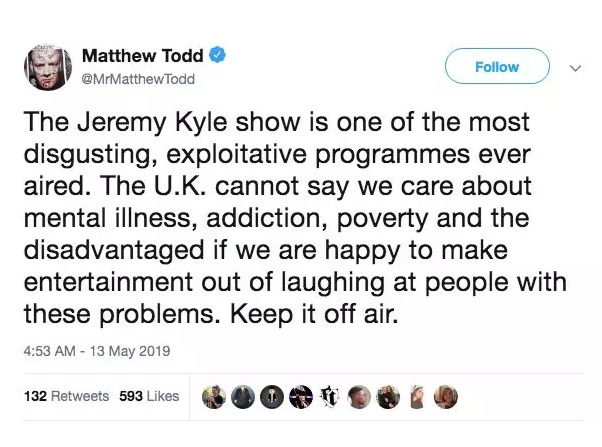 Matthew Todd
@MrMatthewTodd
Follow
The Jeremy Kyle show is one of the most
disgusting, exploitative programmes ever
aired. The U.K. cannot say we care about
mental illness, addiction, poverty and the
disadvantaged if we are happy to make
entertainment out of laughing at people with
these problems. Keep it off air.
4:53 AM - 13 May 2019
132 Retweets 593 Likes